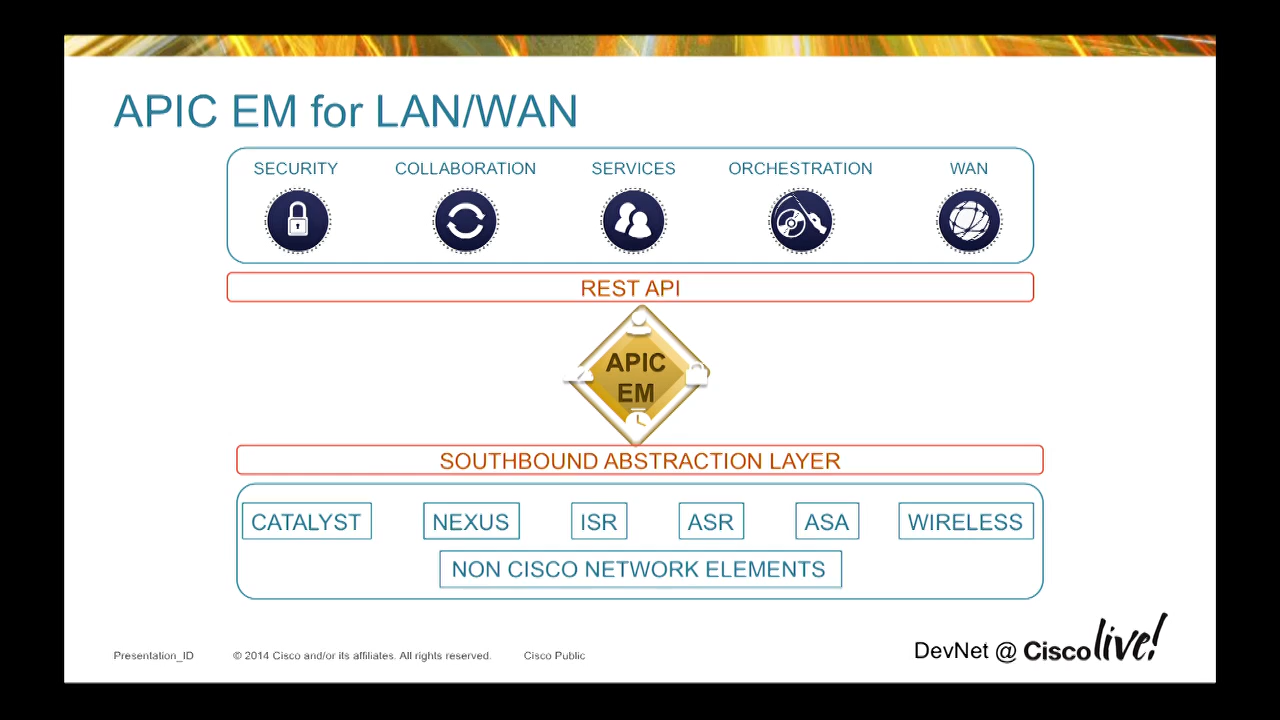 APIC EM for LAN/WAN
SECURITY COLLABORATION SERVICES ORCHESTRATION WAN
REST API
APIC
EM
SOUTHBOUND ABSTRACTION LAYER
CATALYST NEXUS ISR ASR ASA WIRELESS
NON CISCO NETWORK ELEMENTS
Presentation_ID © 2014 Cisco and/or its affiliates. All rights reserved. Cisco Public
DevNet @ Cisco live!